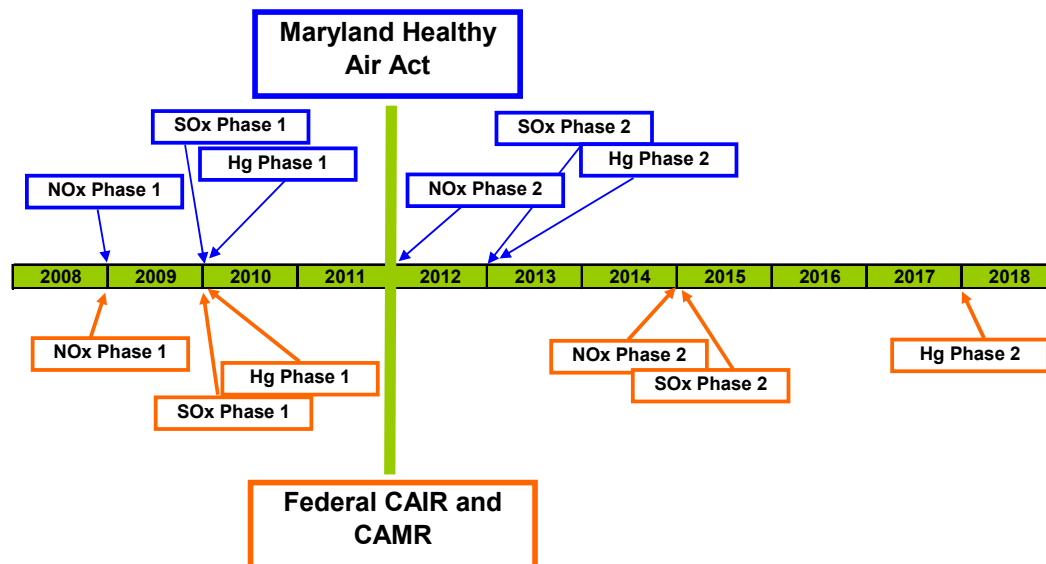 Maryland Healthy
Air Act
SOx Phase 1
SOx Phase 2
Hg Phase 1
Hg Phase 2
NOx Phase 1
NOx Phase 2
2008 2009 2010 2011 2012 2013 2014 2015 2016 2017 2018
NOx Phase 1
NOx Phase 2
Hg Phase 2
Hg Phase 1
SOx Phase 2
SOx Phase 1
Federal CAIR and
CAMR